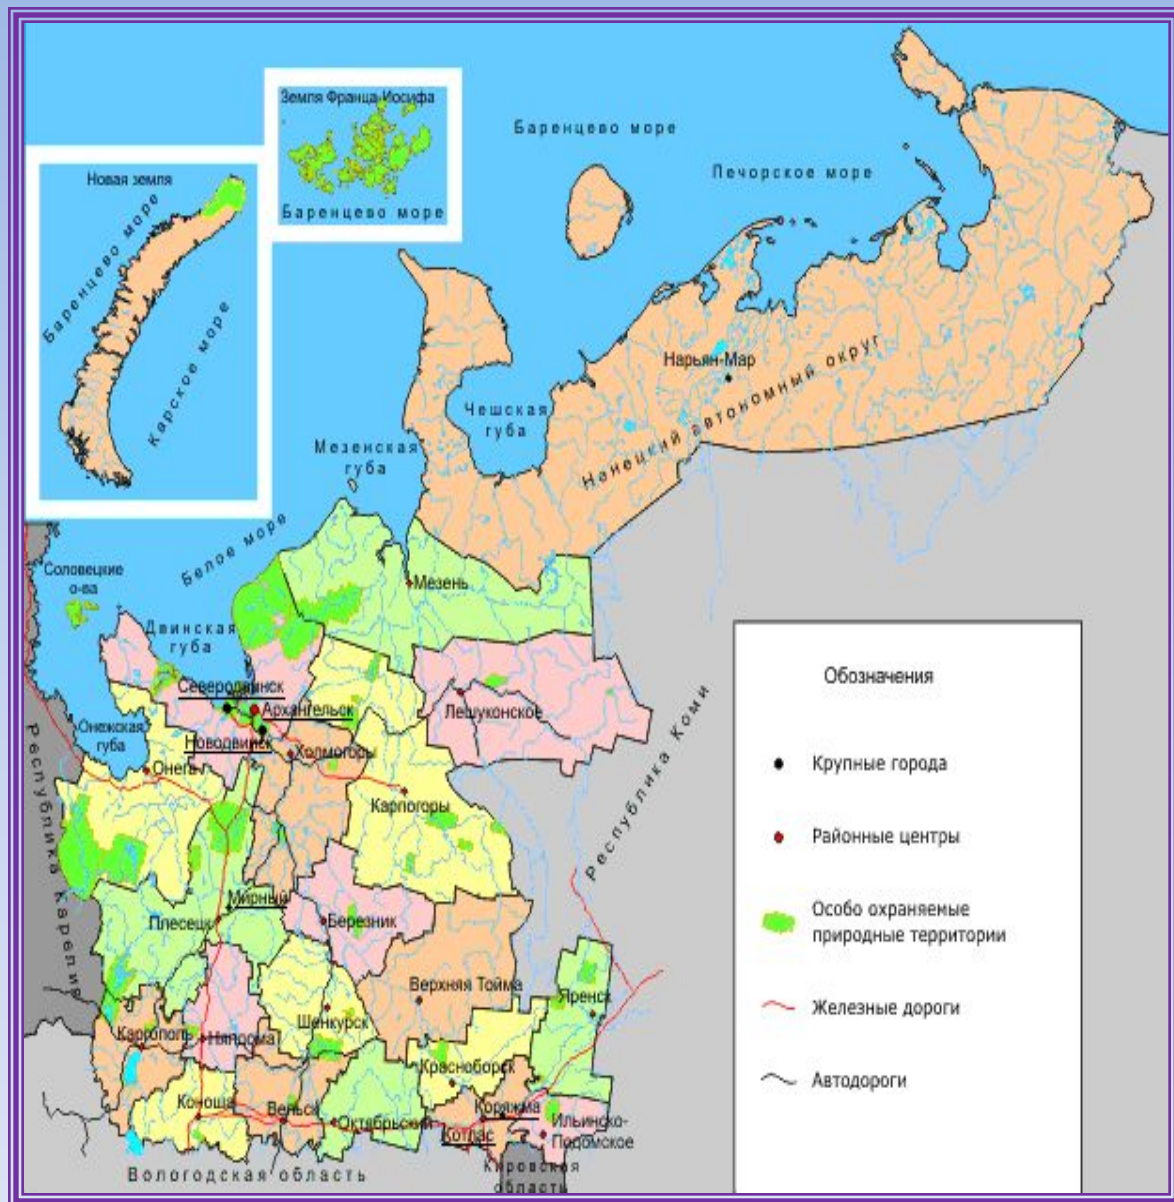 Земля Франца-Иосифа
Баренцево море
Новая земля
Баренцево море
Карское море
Баренцево море
Печорское море
Нарьян-Мар
Нанецкий автономный округ
Чешская
губа
Мезенская
губа
Белое море
Соловецкие
о-ва
Мезень
Двинская
губа
Северодвинск
Архангельск
Новодвинск
Холмогоры
Лешуконское
Онежская
губа
Онега г.
Карпогоры
Республика Коми
Республика Карелия
Мирный
Плесецк
Березник
Верхняя Тойма
Яренск
Шенкурск
Каргополь
Няндома
Красноборск
Коноша
Вельск
Октябрьский
Коряжма
Котлас
Ильинско-
Подомское
Вологодская область
Кировская
область
Обозначения
Крупные города
Районные центры
Особо охраняемые
природные территории
Железные дороги
Автодороги